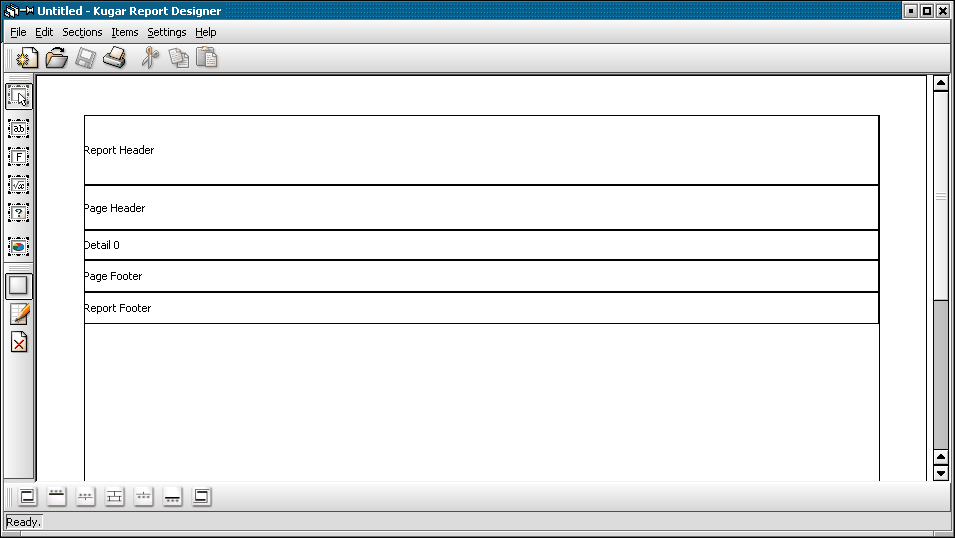 Untitled - Kugar Report Designer
File Edit Sections Items Settings Help
ab
F
√α
?
Report Header
Page Header
Detail 0
Page Footer
Report Footer
Ready.